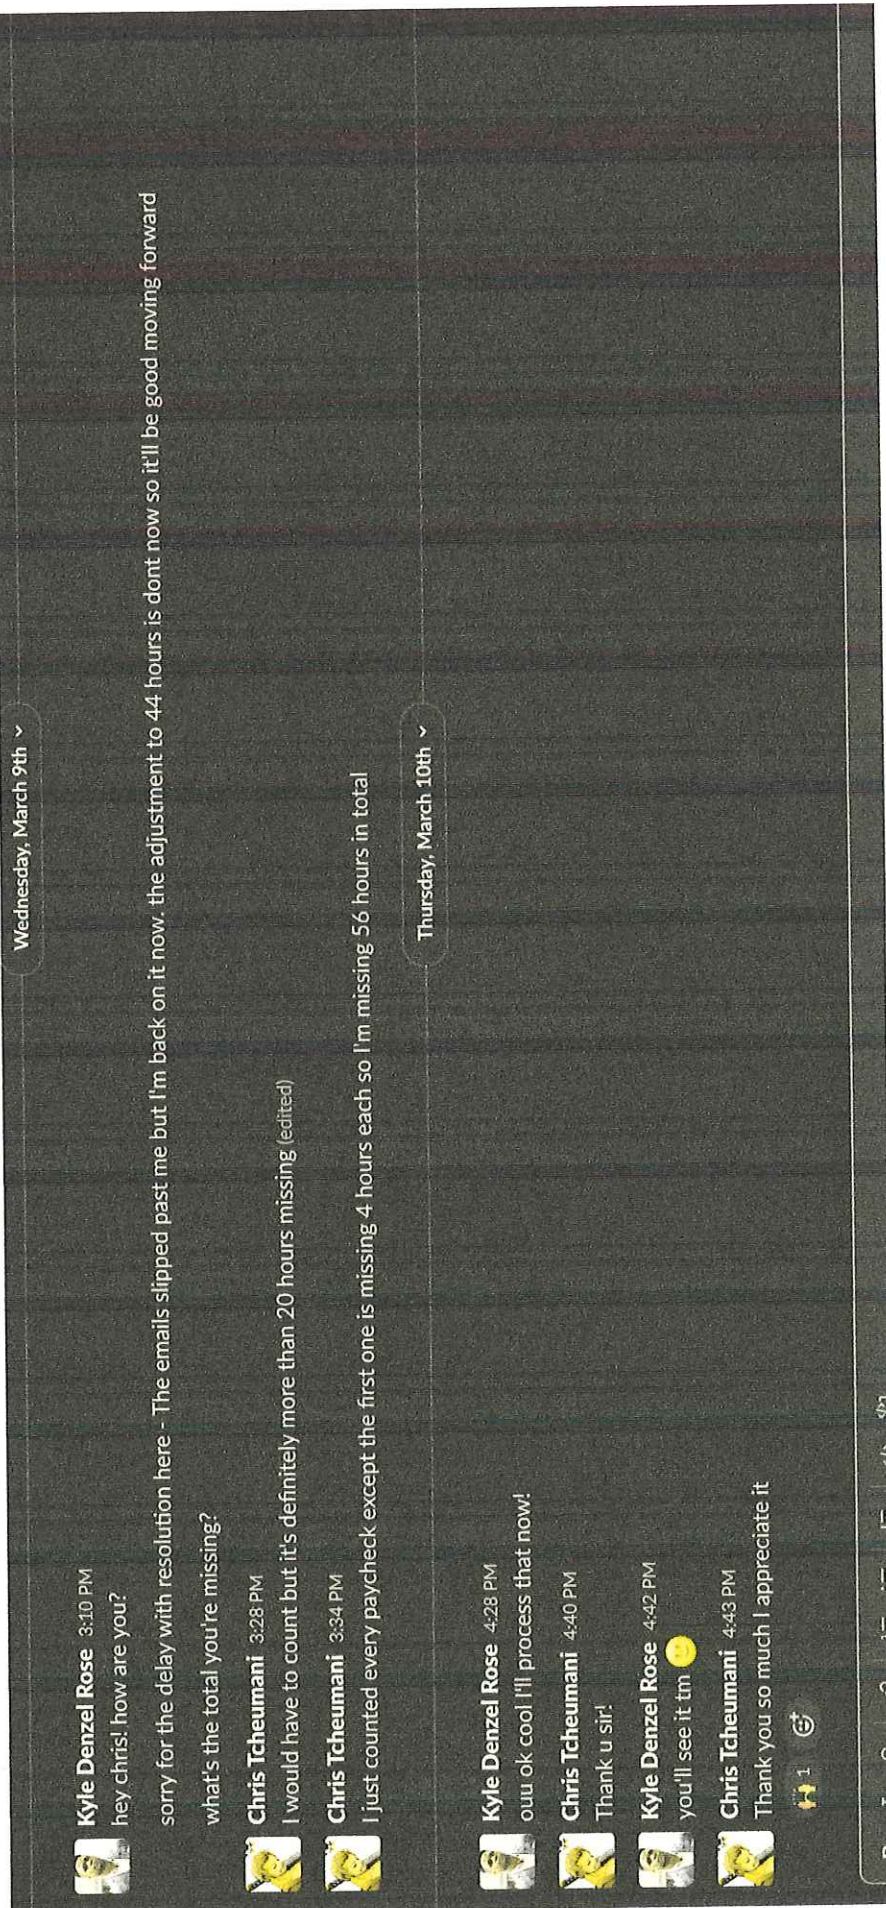 Wednesday, March 9th
Kyle Denzel Rose 3:10 PM
hey chris! how are you?
sorry for the delay with resolution here - The emails slipped past me but I'm back on it now. the adjustment to 44 hours is dont now so it'll be good moving forward
what's the total you're missing?
Chris Tcheumani 3:28 PM
I would have to count but it's definitely more than 20 hours missing (edited)
Chris Tcheumani 3:34 PM
I just counted every paycheck except the first one is missing 4 hours each so I'm missing 56 hours in total
Thursday, March 10th
Kyle Denzel Rose 4:28 PM
ouu ok cool I'll process that now!
Chris Tcheumani 4:40 PM
Thank u sir!
Kyle Denzel Rose 4:42 PM
you'll see it tm
Chris Tcheumani 4:43 PM
Thank you so much I appreciate it
1